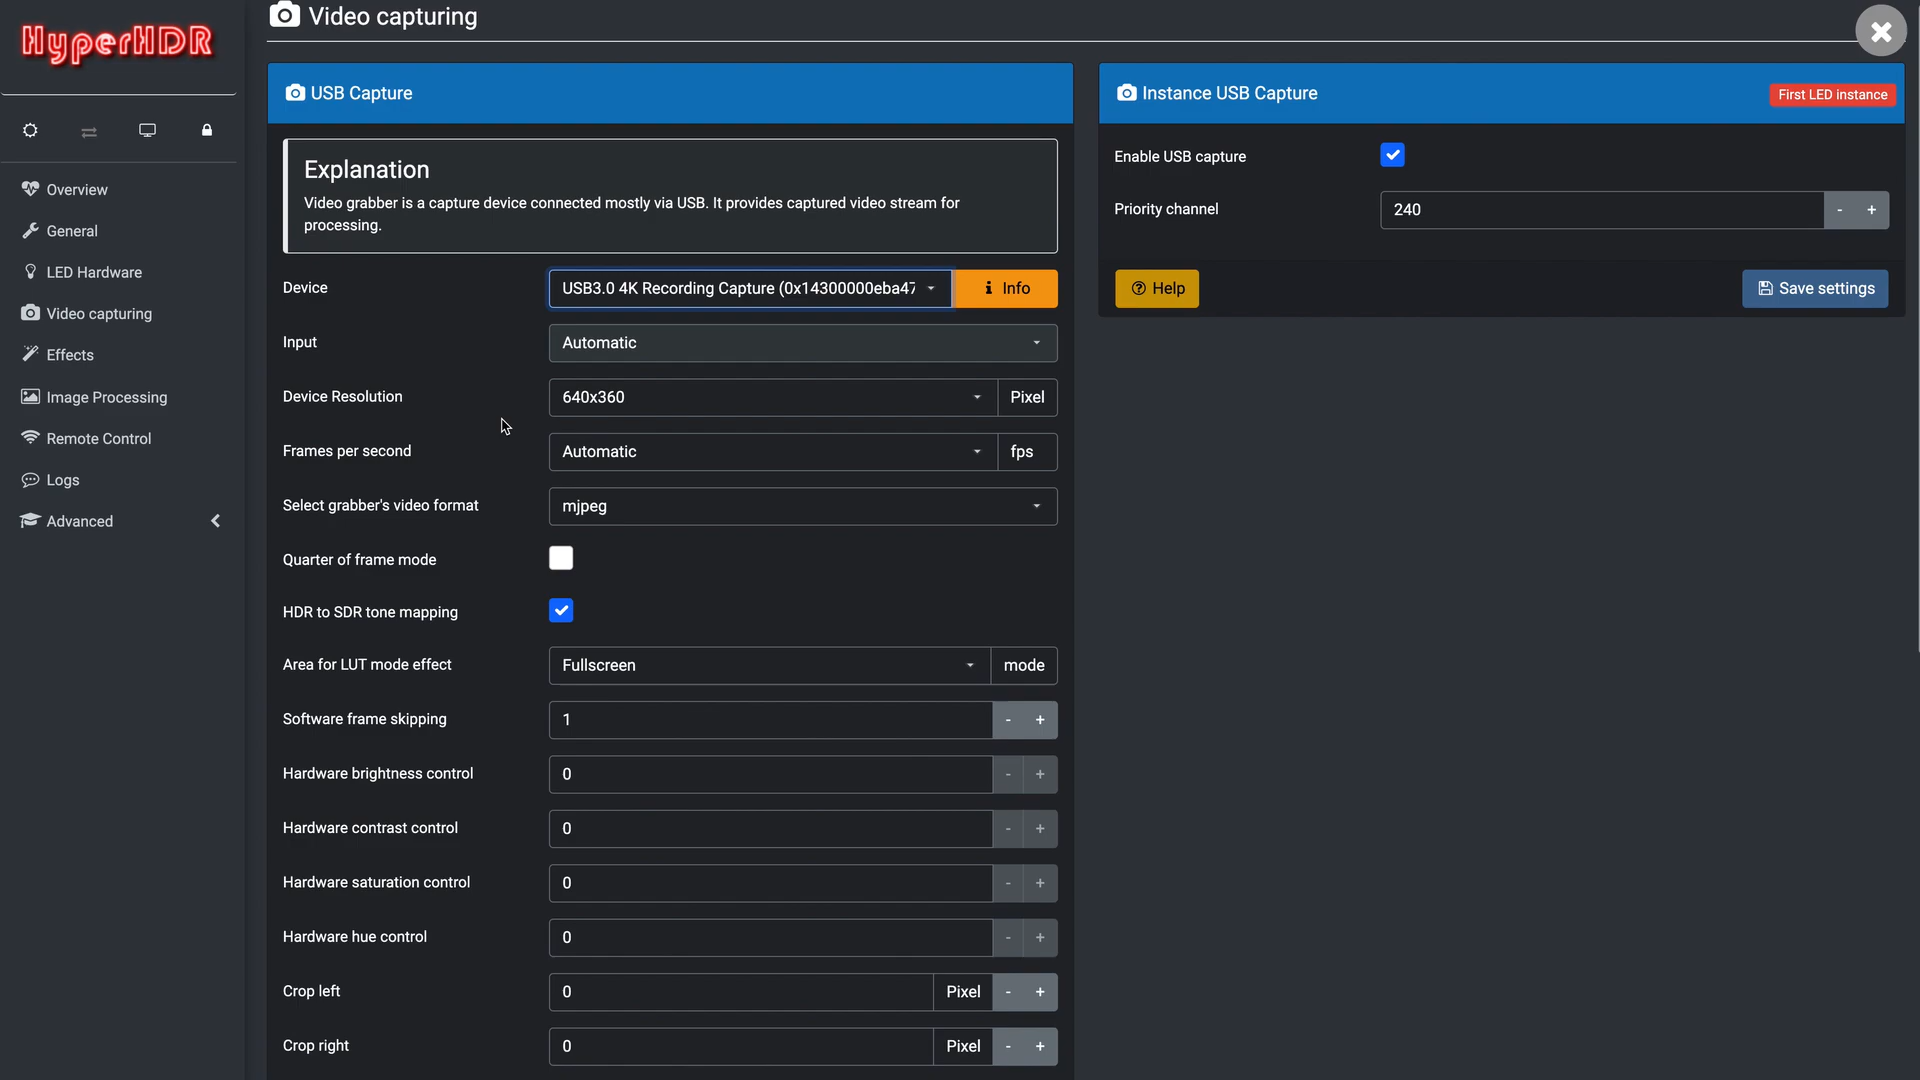 HyperHDR
Video capturing
Overview
General
LED Hardware
Video capturing
Effects
Image Processing
Remote Control
Logs
Advanced
USB Capture
Explanation
Video grabber is a capture device connected mostly via USB. It provides captured video stream for
processing.
Device
USB3.0 4K Recording Capture (0x14300000eba47
Info
Input
Automatic
Device Resolution
640x360
Pixel
Frames per second
Automatic
fps
Select grabber's video format
mjpeg
Quarter of frame mode
HDR to SDR tone mapping
Area for LUT mode effect
Fullscreen
mode
Software frame skipping
1
- +
Hardware brightness control
0
- +
Hardware contrast control
0
- +
Hardware saturation control
0
- +
Hardware hue control
0
- +
Crop left
0
Pixel
- +
Crop right
0
Pixel
- +
Instance USB Capture
First LED instance
Enable USB capture
Priority channel
240
- +
Help
Save settings